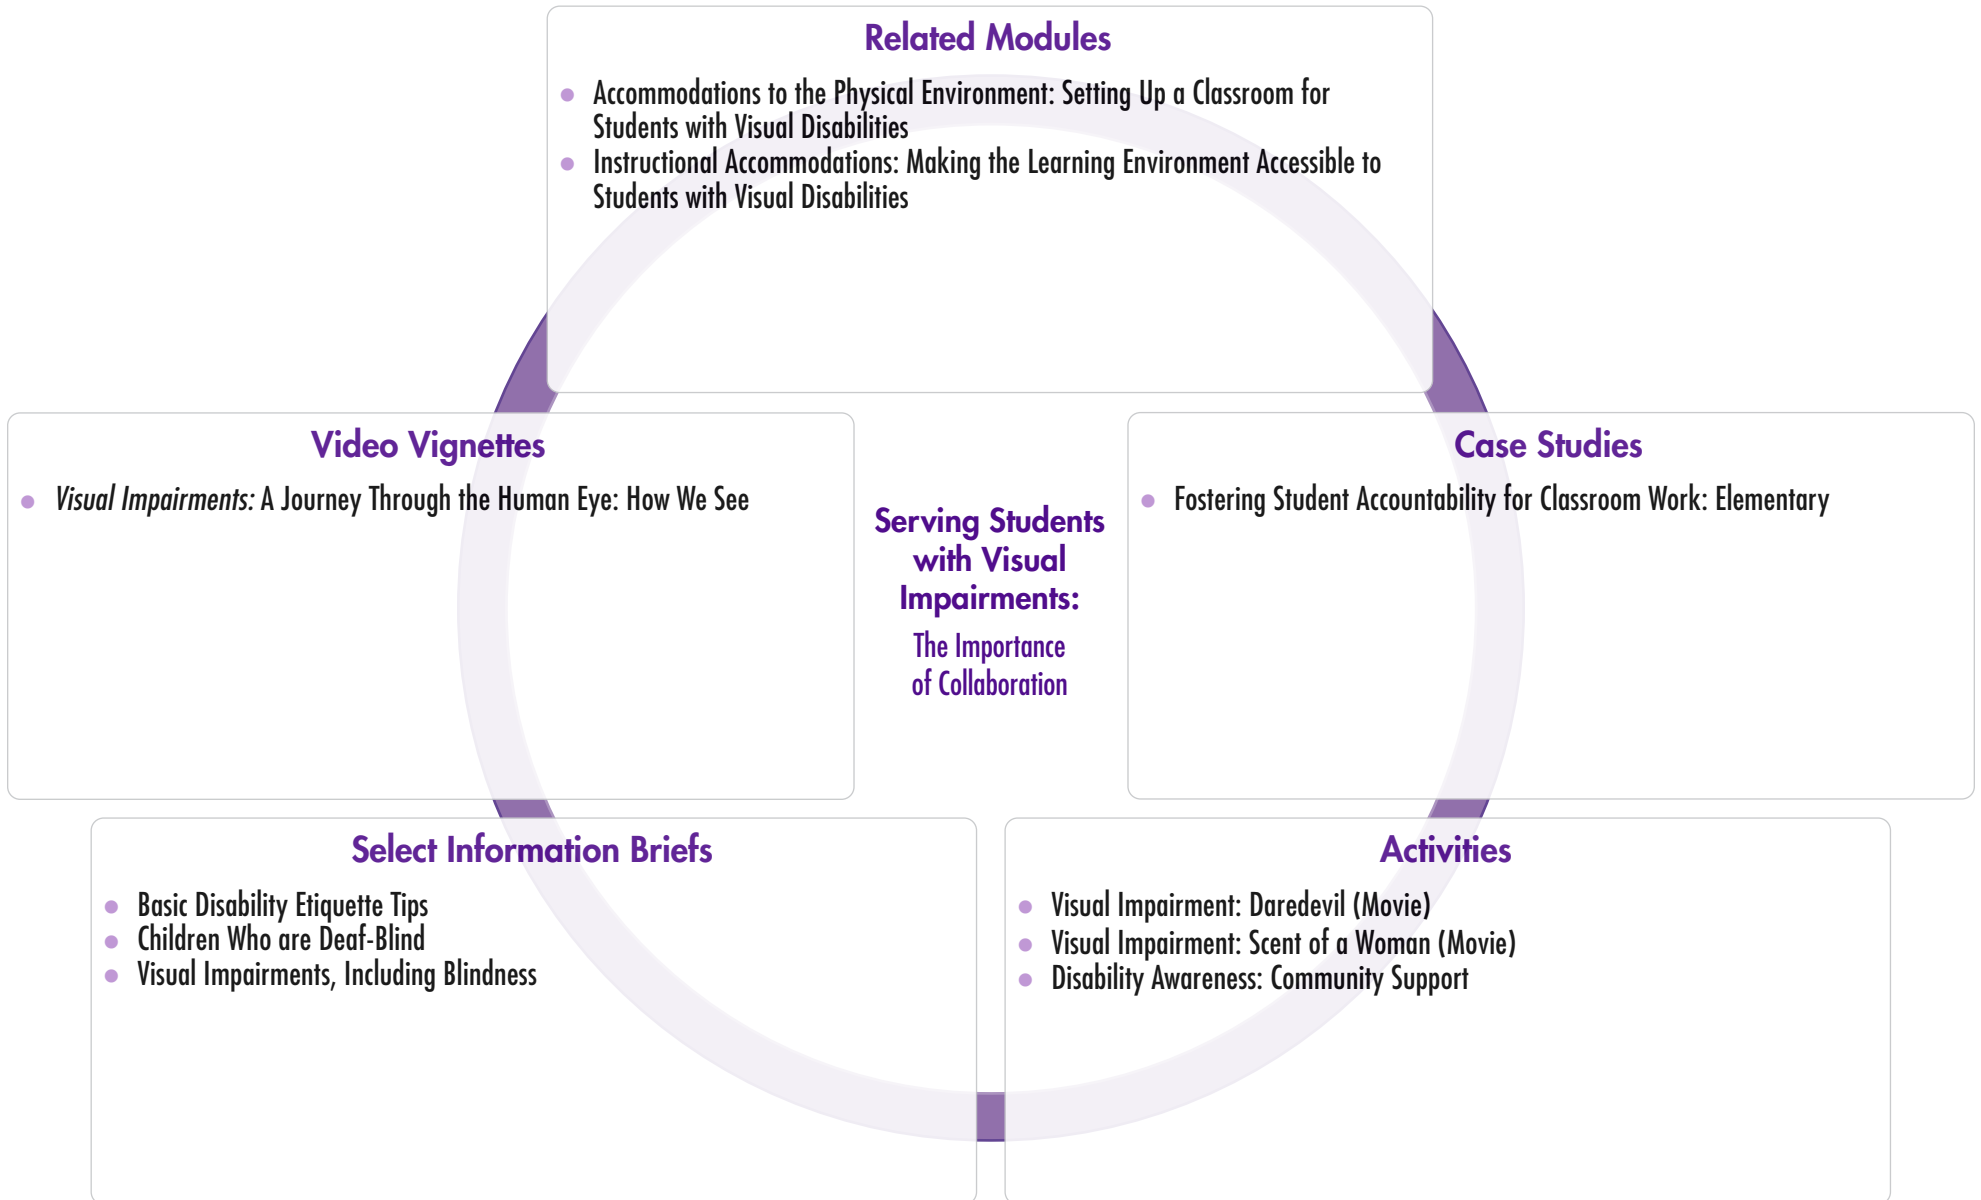 Related Modules
Accommodations to the Physical Environment: Setting Up a Classroom for
Students with Visual Disabilities
Instructional Accommodations: Making the Learning Environment Accessible to
Students with Visual Disabilities
Video Vignettes
Visual Impairments: A Journey Through the Human Eye: How We See
Serving Students
with Visual
Impairments:
The Importance
of Collaboration
Case Studies
Fostering Student Accountability for Classroom Work: Elementary
Select Information Briefs
Basic Disability Etiquette Tips
Children Who are Deaf-Blind
Visual Impairments, Including Blindness
Activities
Visual Impairment: Daredevil (Movie)
Visual Impairment: Scent of a Woman (Movie)
Disability Awareness: Community Support